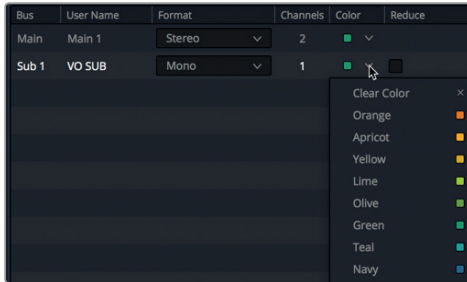 Bus User Name Format Channels Color Reduce
Main Main 1 Stereo 2
Sub 1 VO SUB Mono 1
Clear Color ×
Orange
Apricot
Yellow
Lime
Olive
Green
Teal
Navy